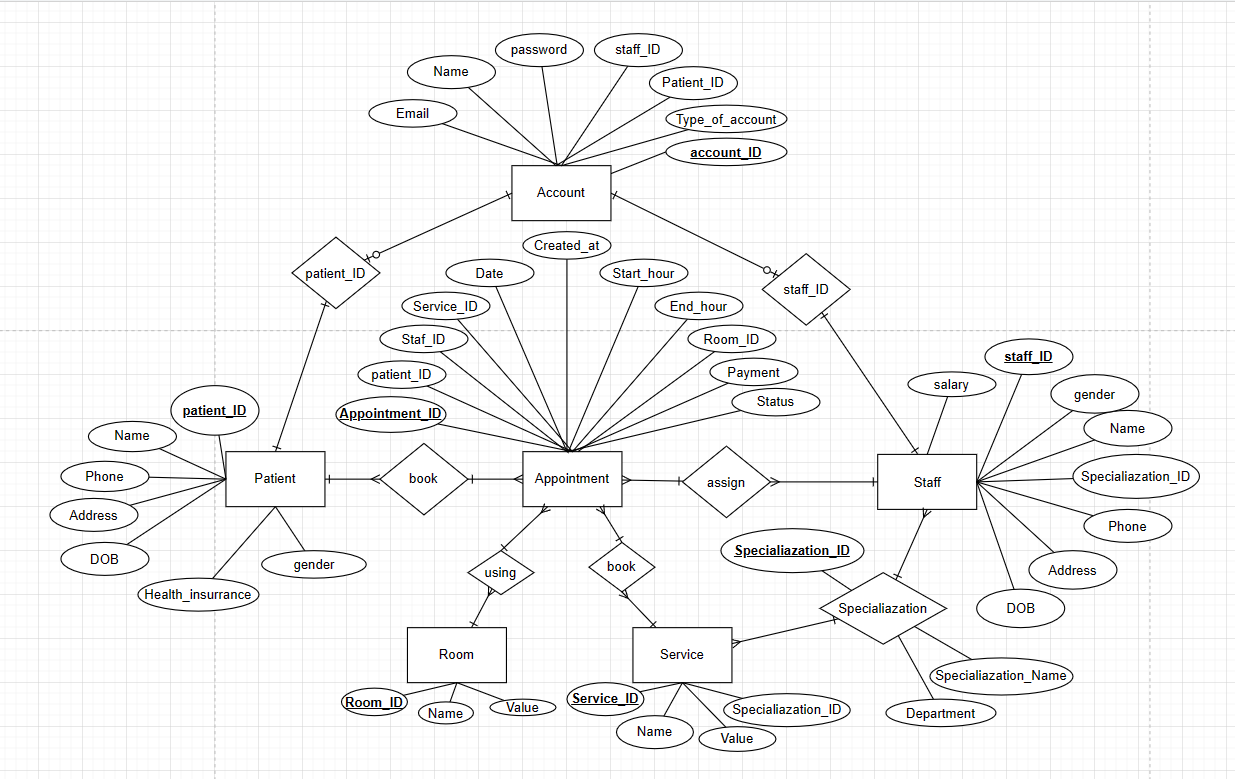 password
staff_ID
Name
Patient_ID
Email
Type_of_account
account_ID
Account
Created_at
patient_ID
Date
Start_hour
staff_ID
Service_ID
End_hour
Staf_ID
Room_ID
staff_ID
patient_ID
Payment
salary
gender
Appointment_ID
Status
patient_ID
Name
Name
Phone
Patient
book
Appointment
assign
Staff
Specialiazation_ID
Address
Phone
DOB
gender
using
book
Specialiazation_ID
Address
Health_insurrance
Specialiazation
DOB
Room
Service
Specialiazation_Name
Room_ID
Name
Value
Service_ID
Specialiazation_ID
Department
Name
Value